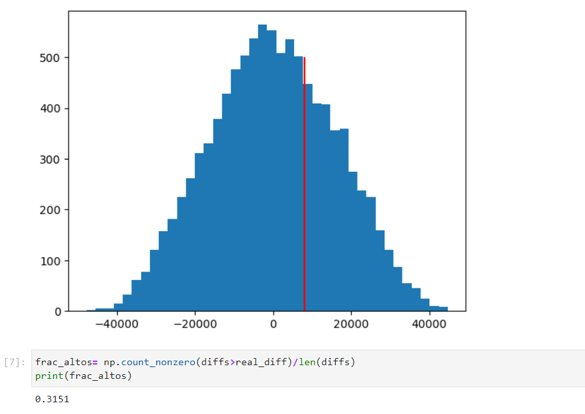 500
400
300
200
100
0
−40000 −20000 0 20000 40000
[7]: frac_altos= np.count_nonzero(diffs>real_diff)/len(diffs)
print(frac_altos)
0.3151